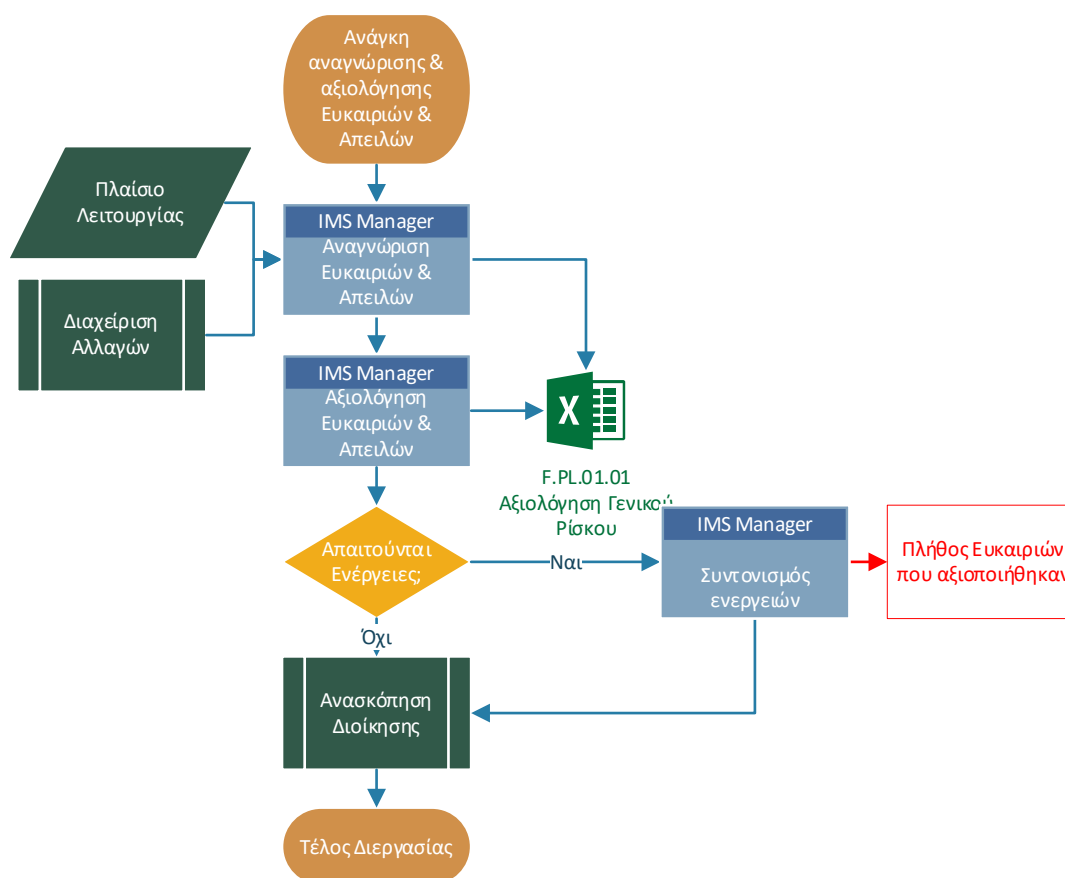 Ανάγκη
αναγνώρισης &
αξιολόγησης
Ευκαιριών &
Απειλών
Πλαίσιο
Λειτουργίας
IMS Manager
Αναγνώριση
Ευκαιριών &
Απειλών
Διαχείριση
Αλλαγών
IMS Manager
Αξιολόγηση
Ευκαιριών &
Απειλών
X
F.PL.01.01
Αξιολόγηση Γενικού
Ρίσκου
Απαιτούνται
Ενέργειες;
Ναι
IMS Manager
Συντονισμός
ενεργειών
Πλήθος Ευκαιριών
που αξιοποιήθηκαν
Όχι
Ανασκόπηση
Διοίκησης
Τέλος Διεργασίας